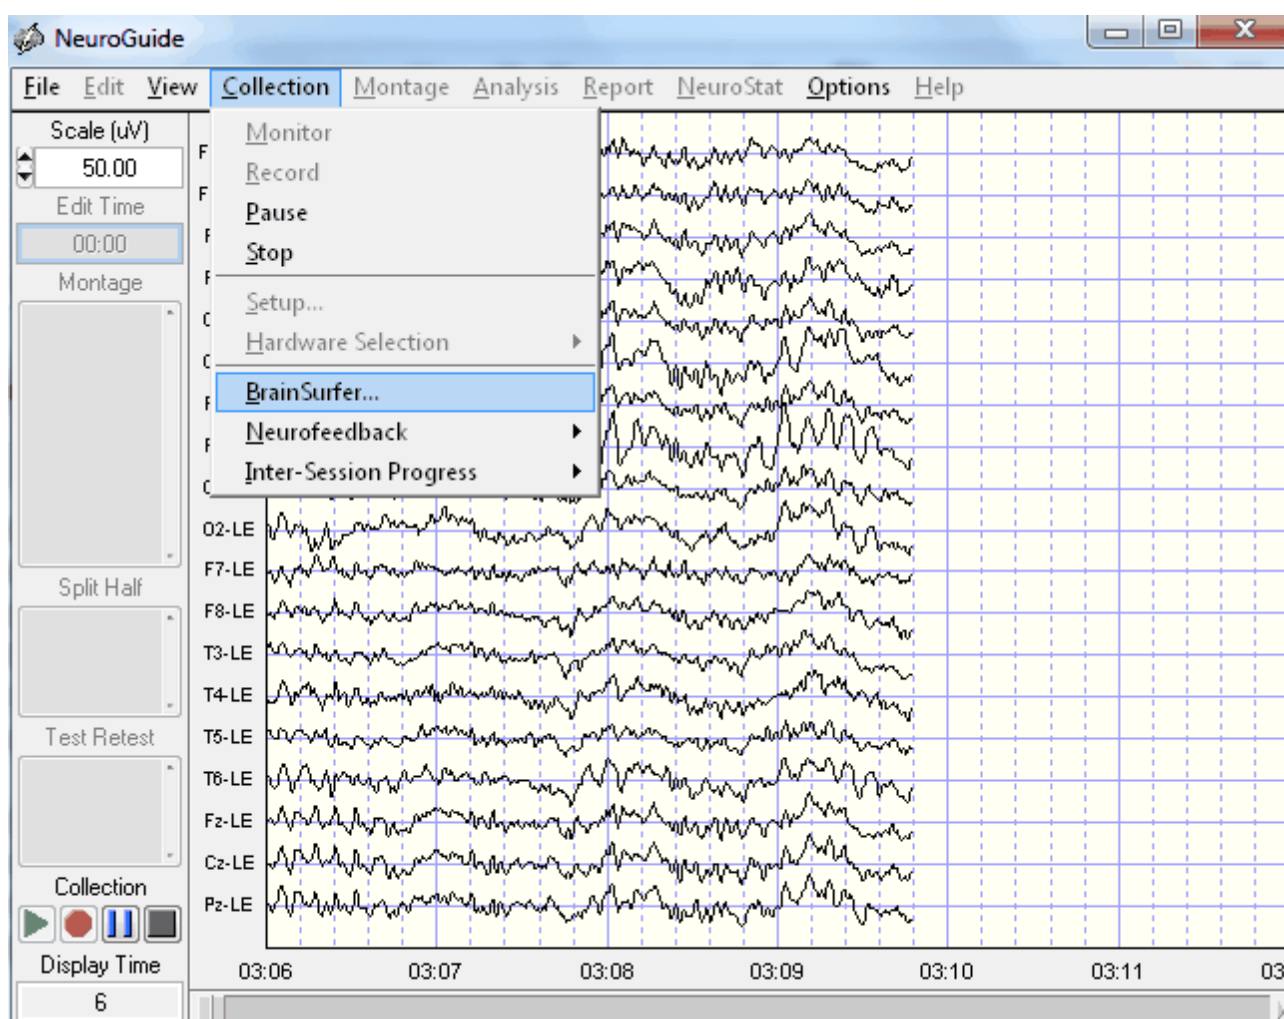 NeuroGuide
File Edit View Collection Montage Analysis Report NeuroStat Options Help
Scale (uV)
50.00
Edit Time
00:00
Montage
Split Half
Test Retest
Collection
Display Time
6
Monitor
Record
Pause
Stop
Setup...
Hardware Selection
BrainSurfer...
Neurofeedback
Inter-Session Progress
F
F
F
F
C
C
F
F
O2-LE
F7-LE
F8-LE
T3-LE
T4-LE
T5-LE
T6-LE
Fz-LE
Cz-LE
Pz-LE
03:06 03:07 03:08 03:09 03:10 03:11 03